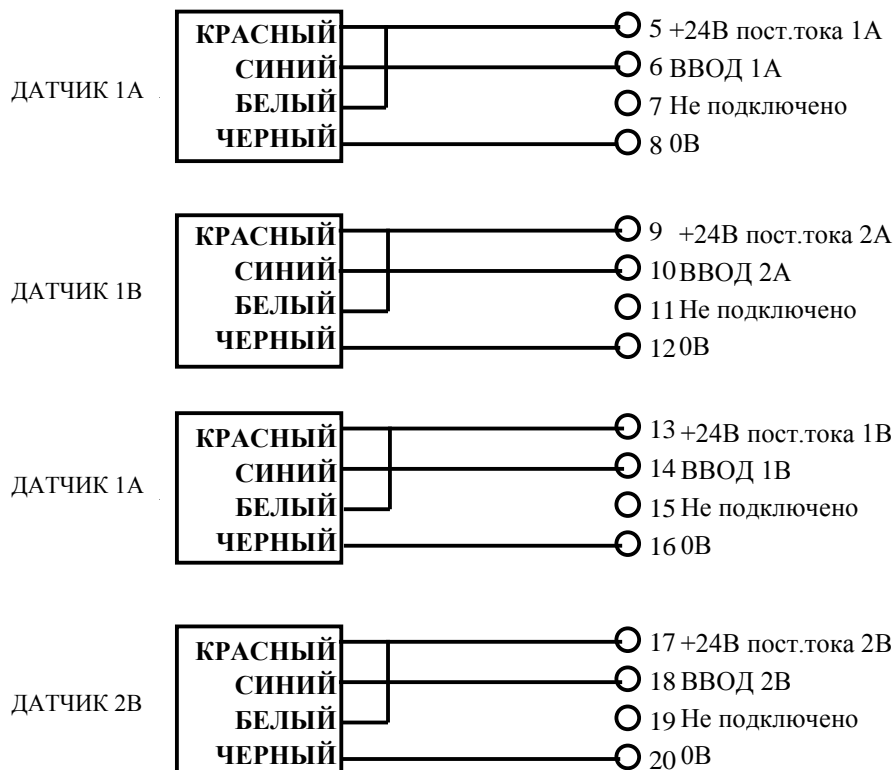 КРАСНЫЙ 5 +24В пост.тока 1А
СИНИЙ 6 ВВОД 1А
ДАТЧИК 1А БЕЛЫЙ 7 Не подключено
ЧЕРНЫЙ 8 0В
КРАСНЫЙ 9 +24В пост.тока 2А
СИНИЙ 10 ВВОД 2А
ДАТЧИК 1В БЕЛЫЙ 11 Не подключено
ЧЕРНЫЙ 12 0В
КРАСНЫЙ 13 +24В пост.тока 1В
СИНИЙ 14 ВВОД 1В
ДАТЧИК 1А БЕЛЫЙ 15 Не подключено
ЧЕРНЫЙ 16 0В
КРАСНЫЙ 17 +24В пост.тока 2В
СИНИЙ 18 ВВОД 2В
ДАТЧИК 2В БЕЛЫЙ 19 Не подключено
ЧЕРНЫЙ 20 0В